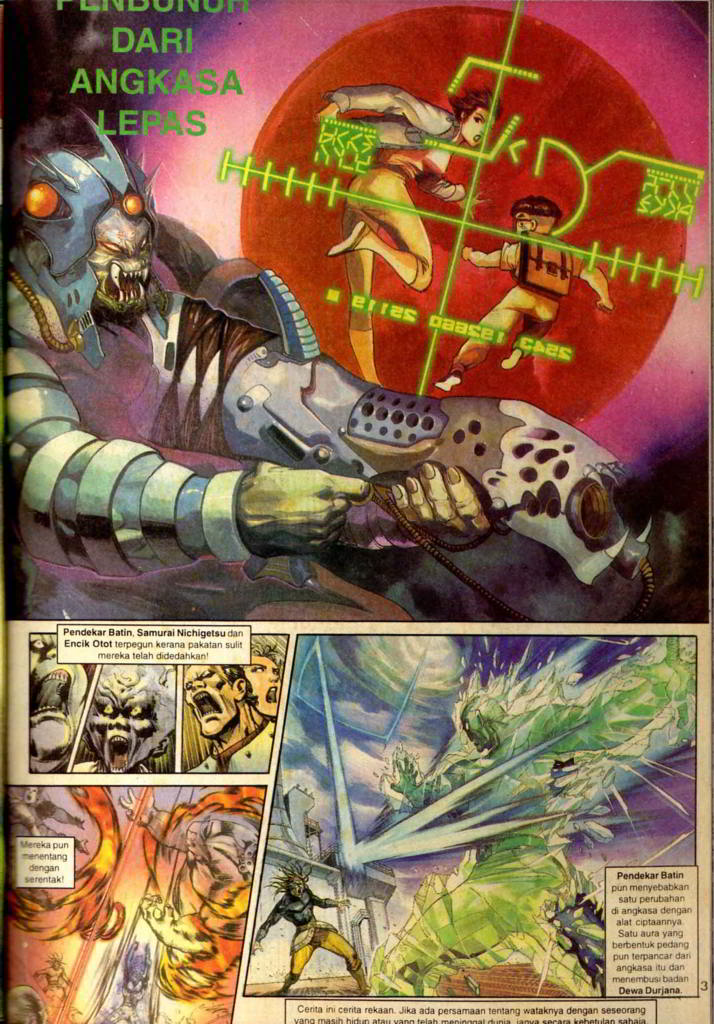 PEMBUNUH
DARI
ANGKASA
LEPAS
Pendekar Batin, Samurai Nichigetsu dan
Encik Otot terpegun kerana pakatan sulit
mereka telah didedahkan!
Mereka pun
menentang
dengan
serentak!
Pendekar Batin
pun menyebabkan
satu perubahan
di angkasa dengan
alat ciptaannya.
Satu aura yang
berbentuk pedang
pun terpancar dari
angkasa itu dan
menembusi badan
Dewa Durjana.
3
Cerita ini cerita rekaan. Jika ada persamaan tentang wataknya dengan seseorang
yang masih hidup atau yang telah meninggal dunia, ianya secara kebetulan sahaja